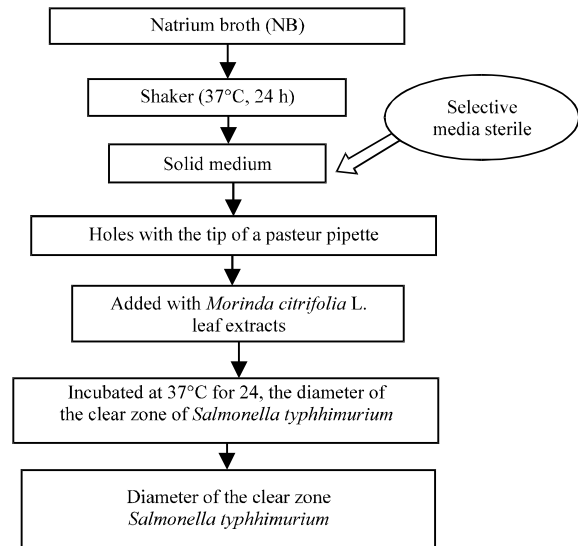 Natrium broth (NB)
Shaker (37°C, 24 h)
Selective
media sterile
Solid medium
Holes with the tip of a pasteur pipette
Added with Morinda citrifolia L.
leaf extracts
Incubated at 37°C for 24, the diameter of
the clear zone of Salmonella typhhimurium
Diameter of the clear zone
Salmonella typhhimurium